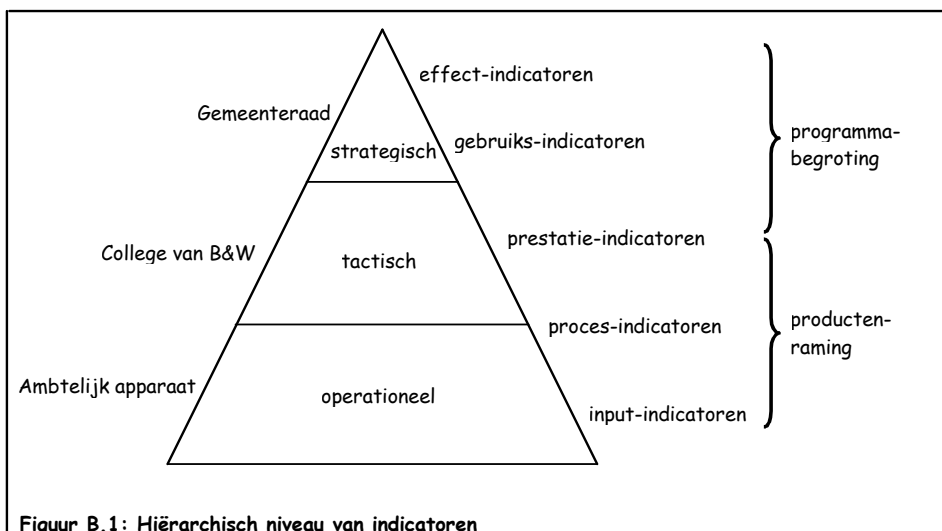 effect-indicatoren
Gemeenteraad
gebruiks-indicatoren
strategisch
programma-
begroting
prestatie-indicatoren
College van B&W
tactisch
proces-indicatoren
producten-
raming
Ambtelijk apparaat
operationeel
input-indicatoren
Figuur B.1: Hiërarchisch niveau van indicatoren